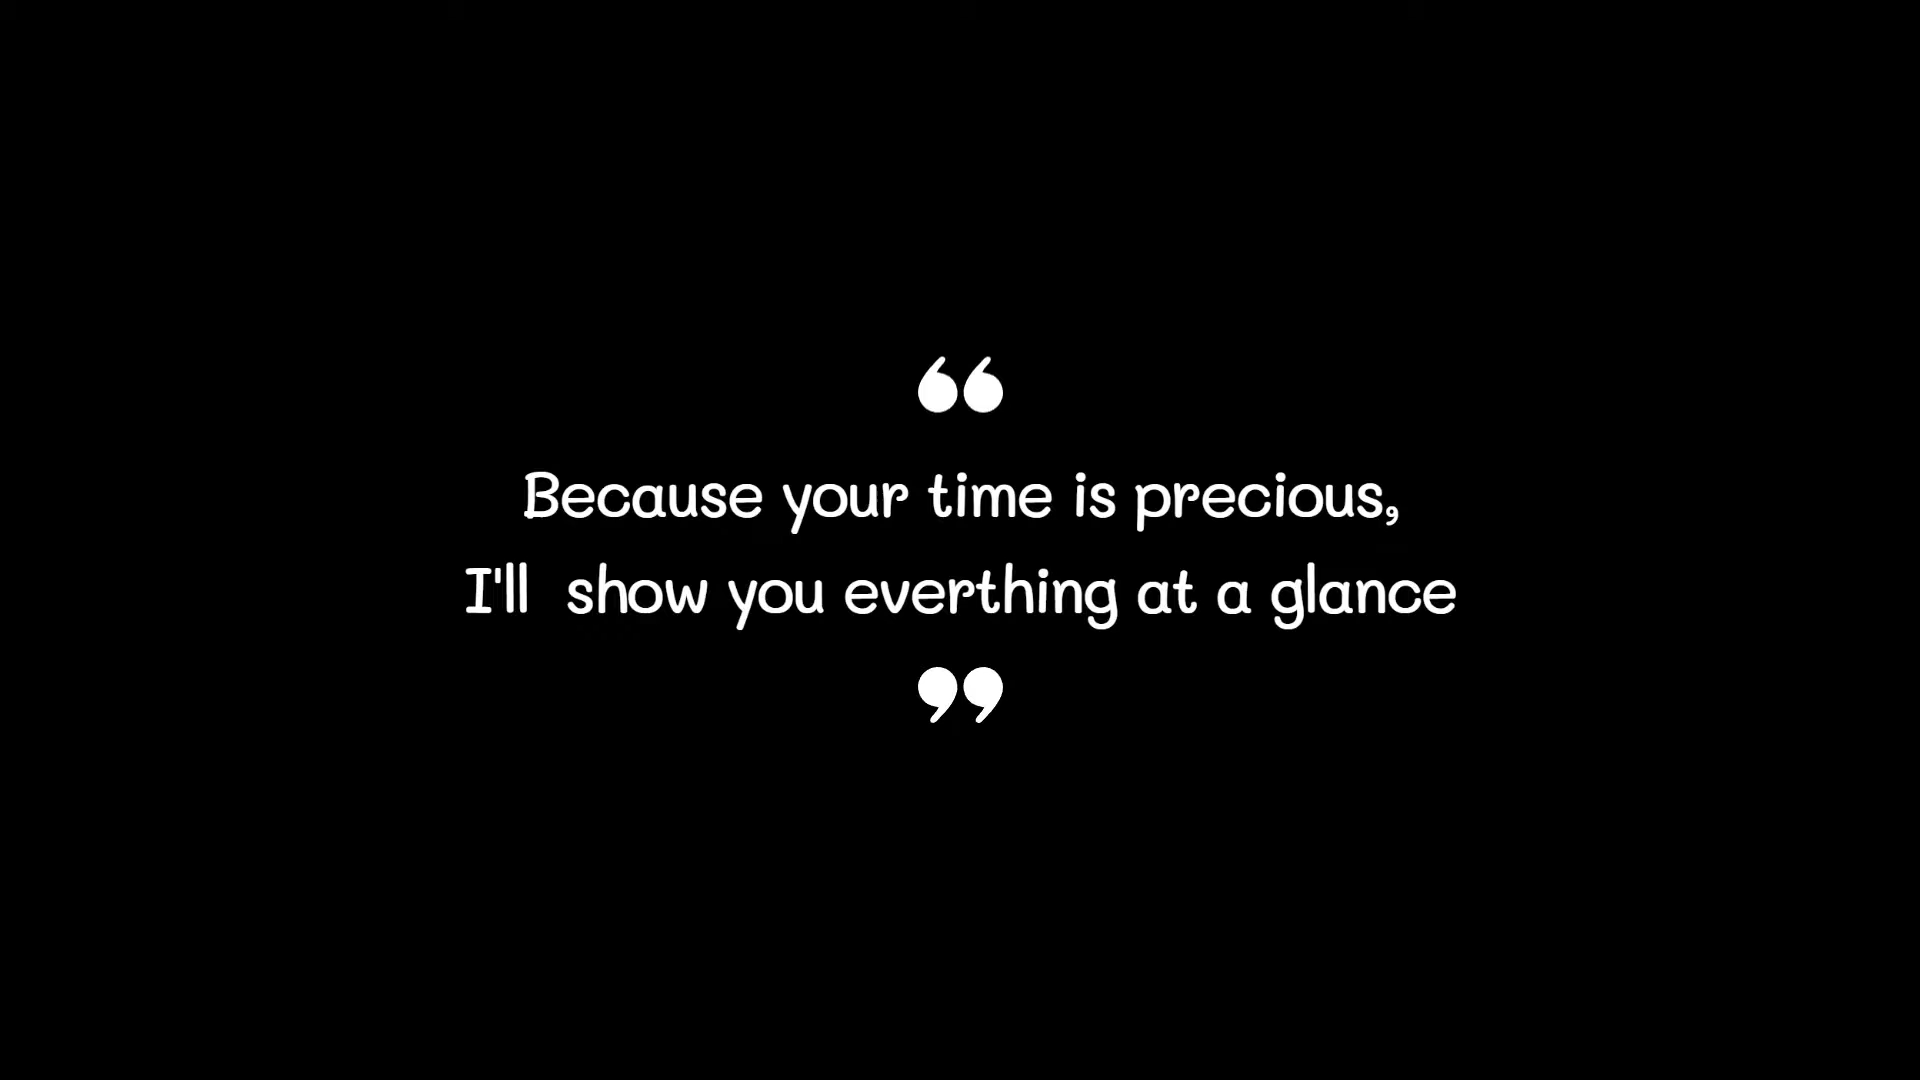 “
Because your time is precious,
I'll  show you everthing at a glance
”